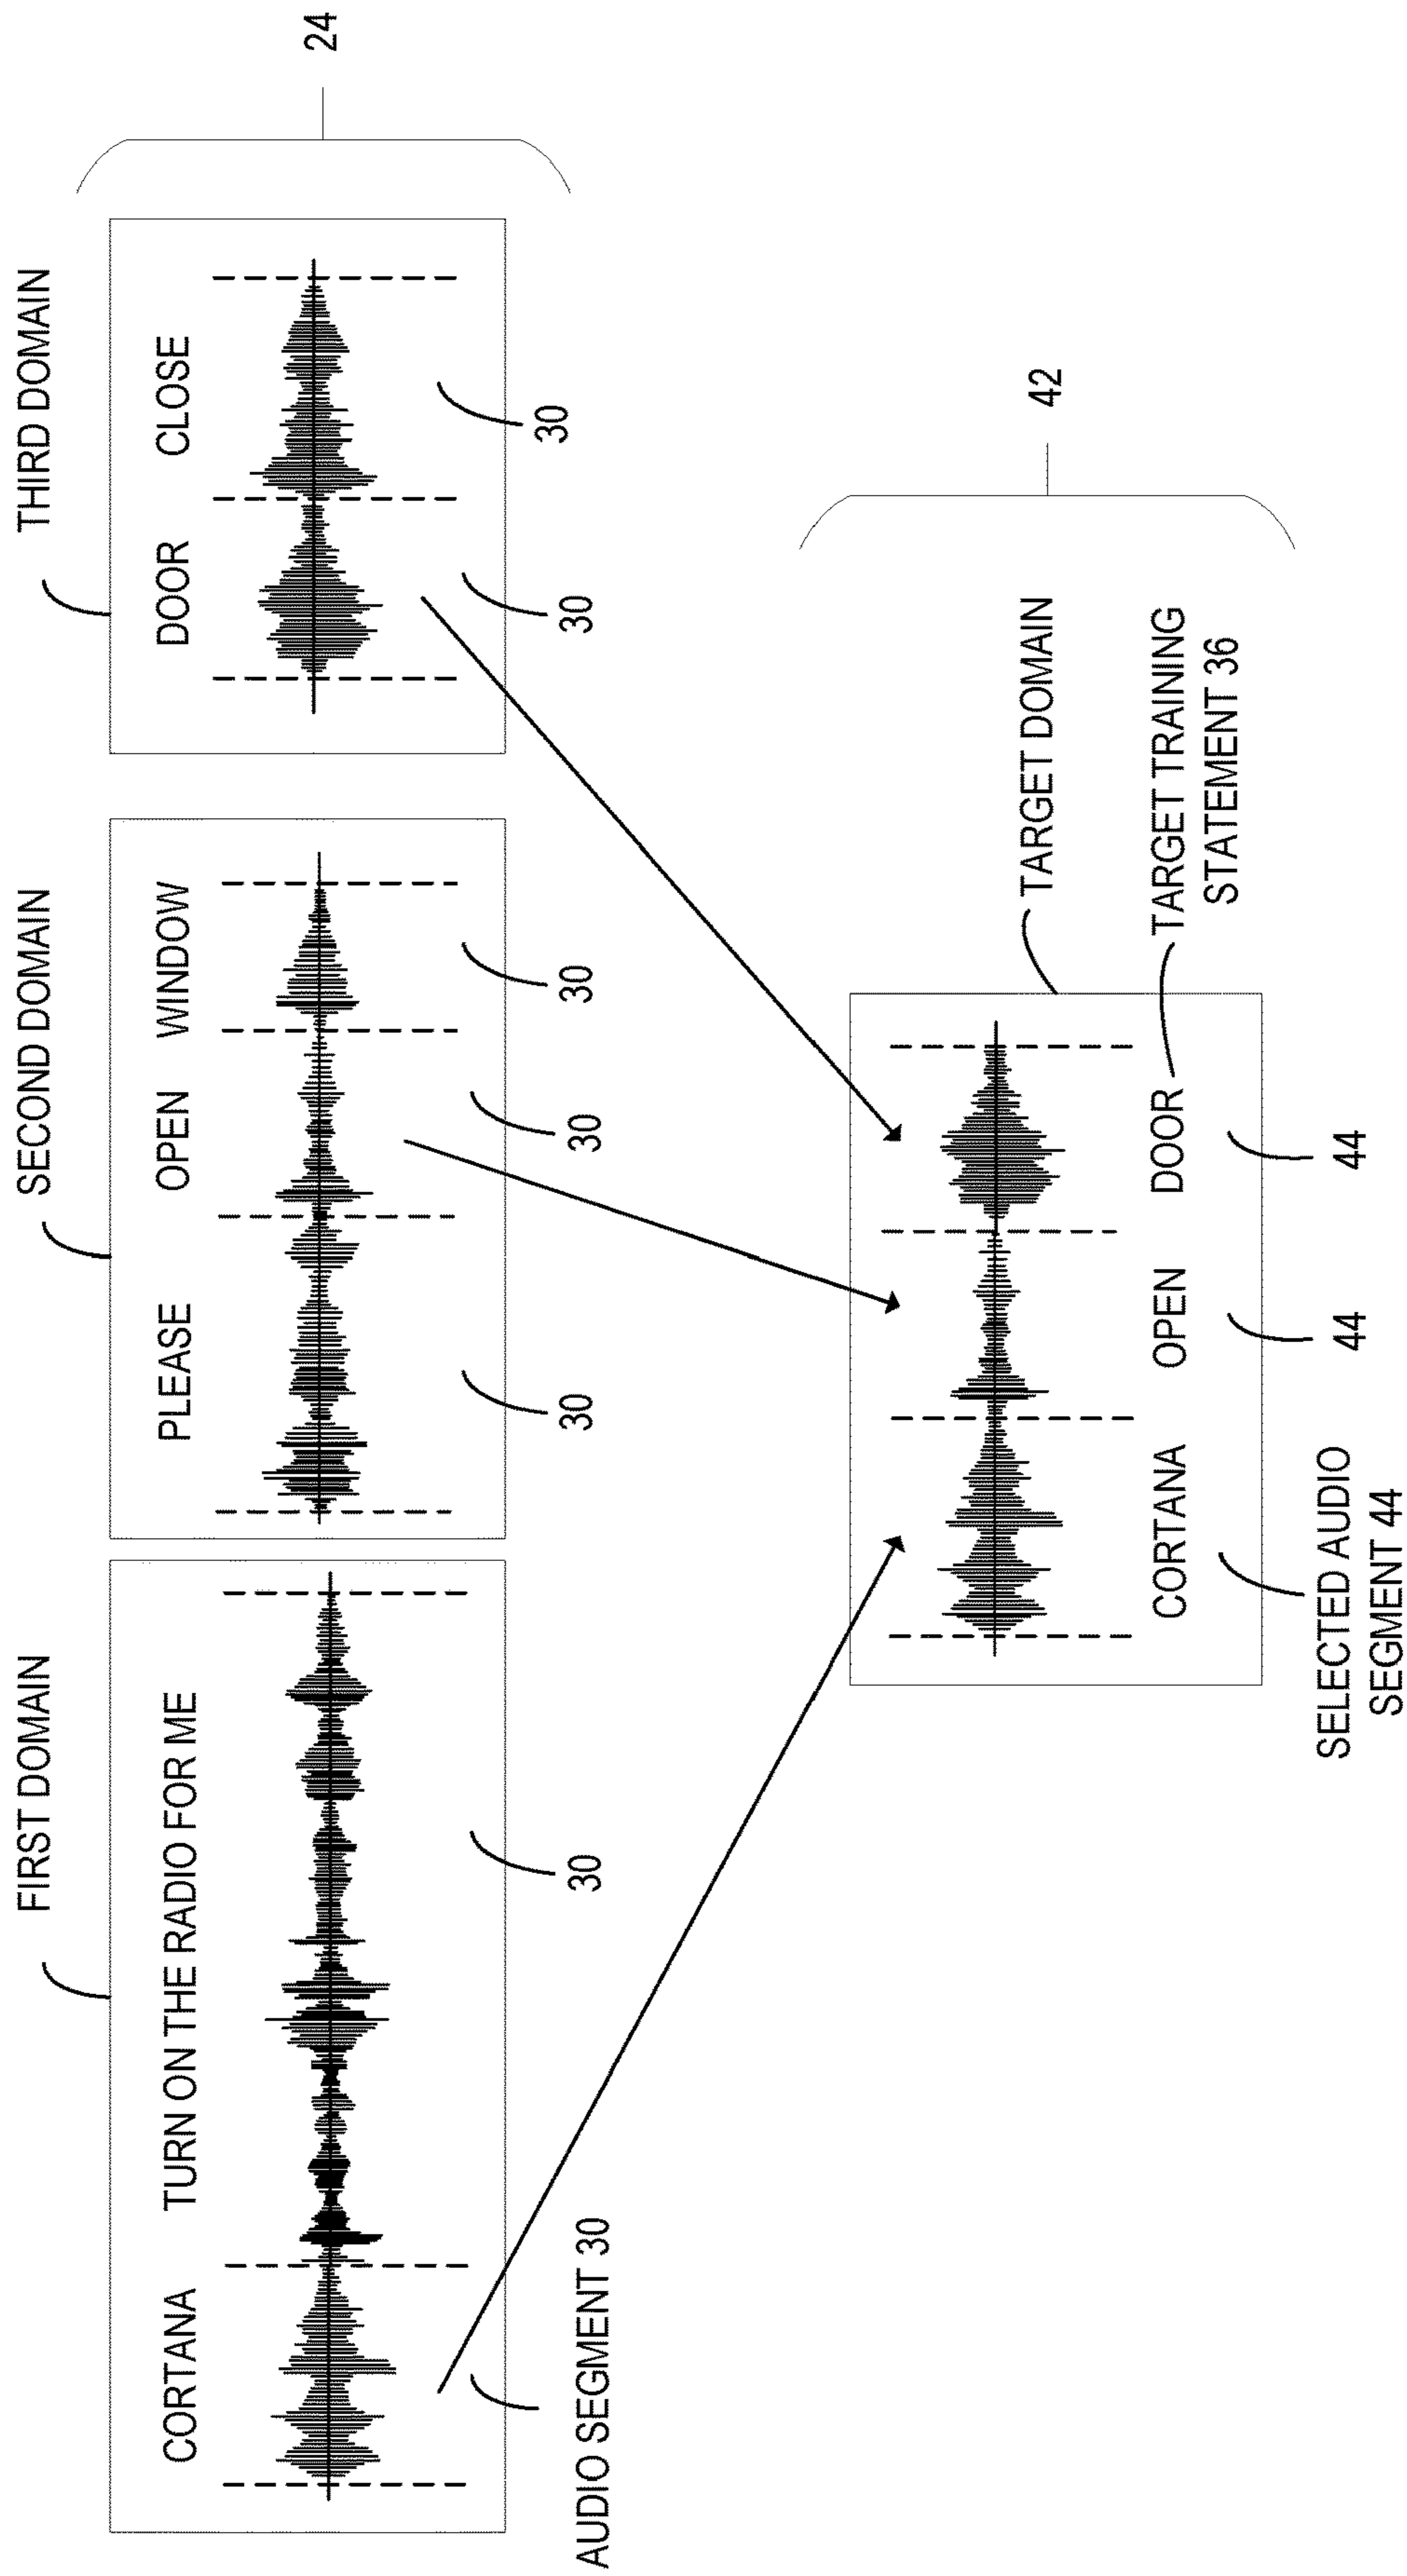 FIRST DOMAIN
SECOND DOMAIN
THIRD DOMAIN
CORTANA TURN ON THE RADIO FOR ME
PLEASE OPEN WINDOW
DOOR CLOSE
24
AUDIO SEGMENT 30
30
30
30
30
30
30
42
TARGET DOMAIN
CORTANA OPEN DOOR
TARGET TRAINING
STATEMENT 36
SELECTED AUDIO
SEGMENT 44
44
44